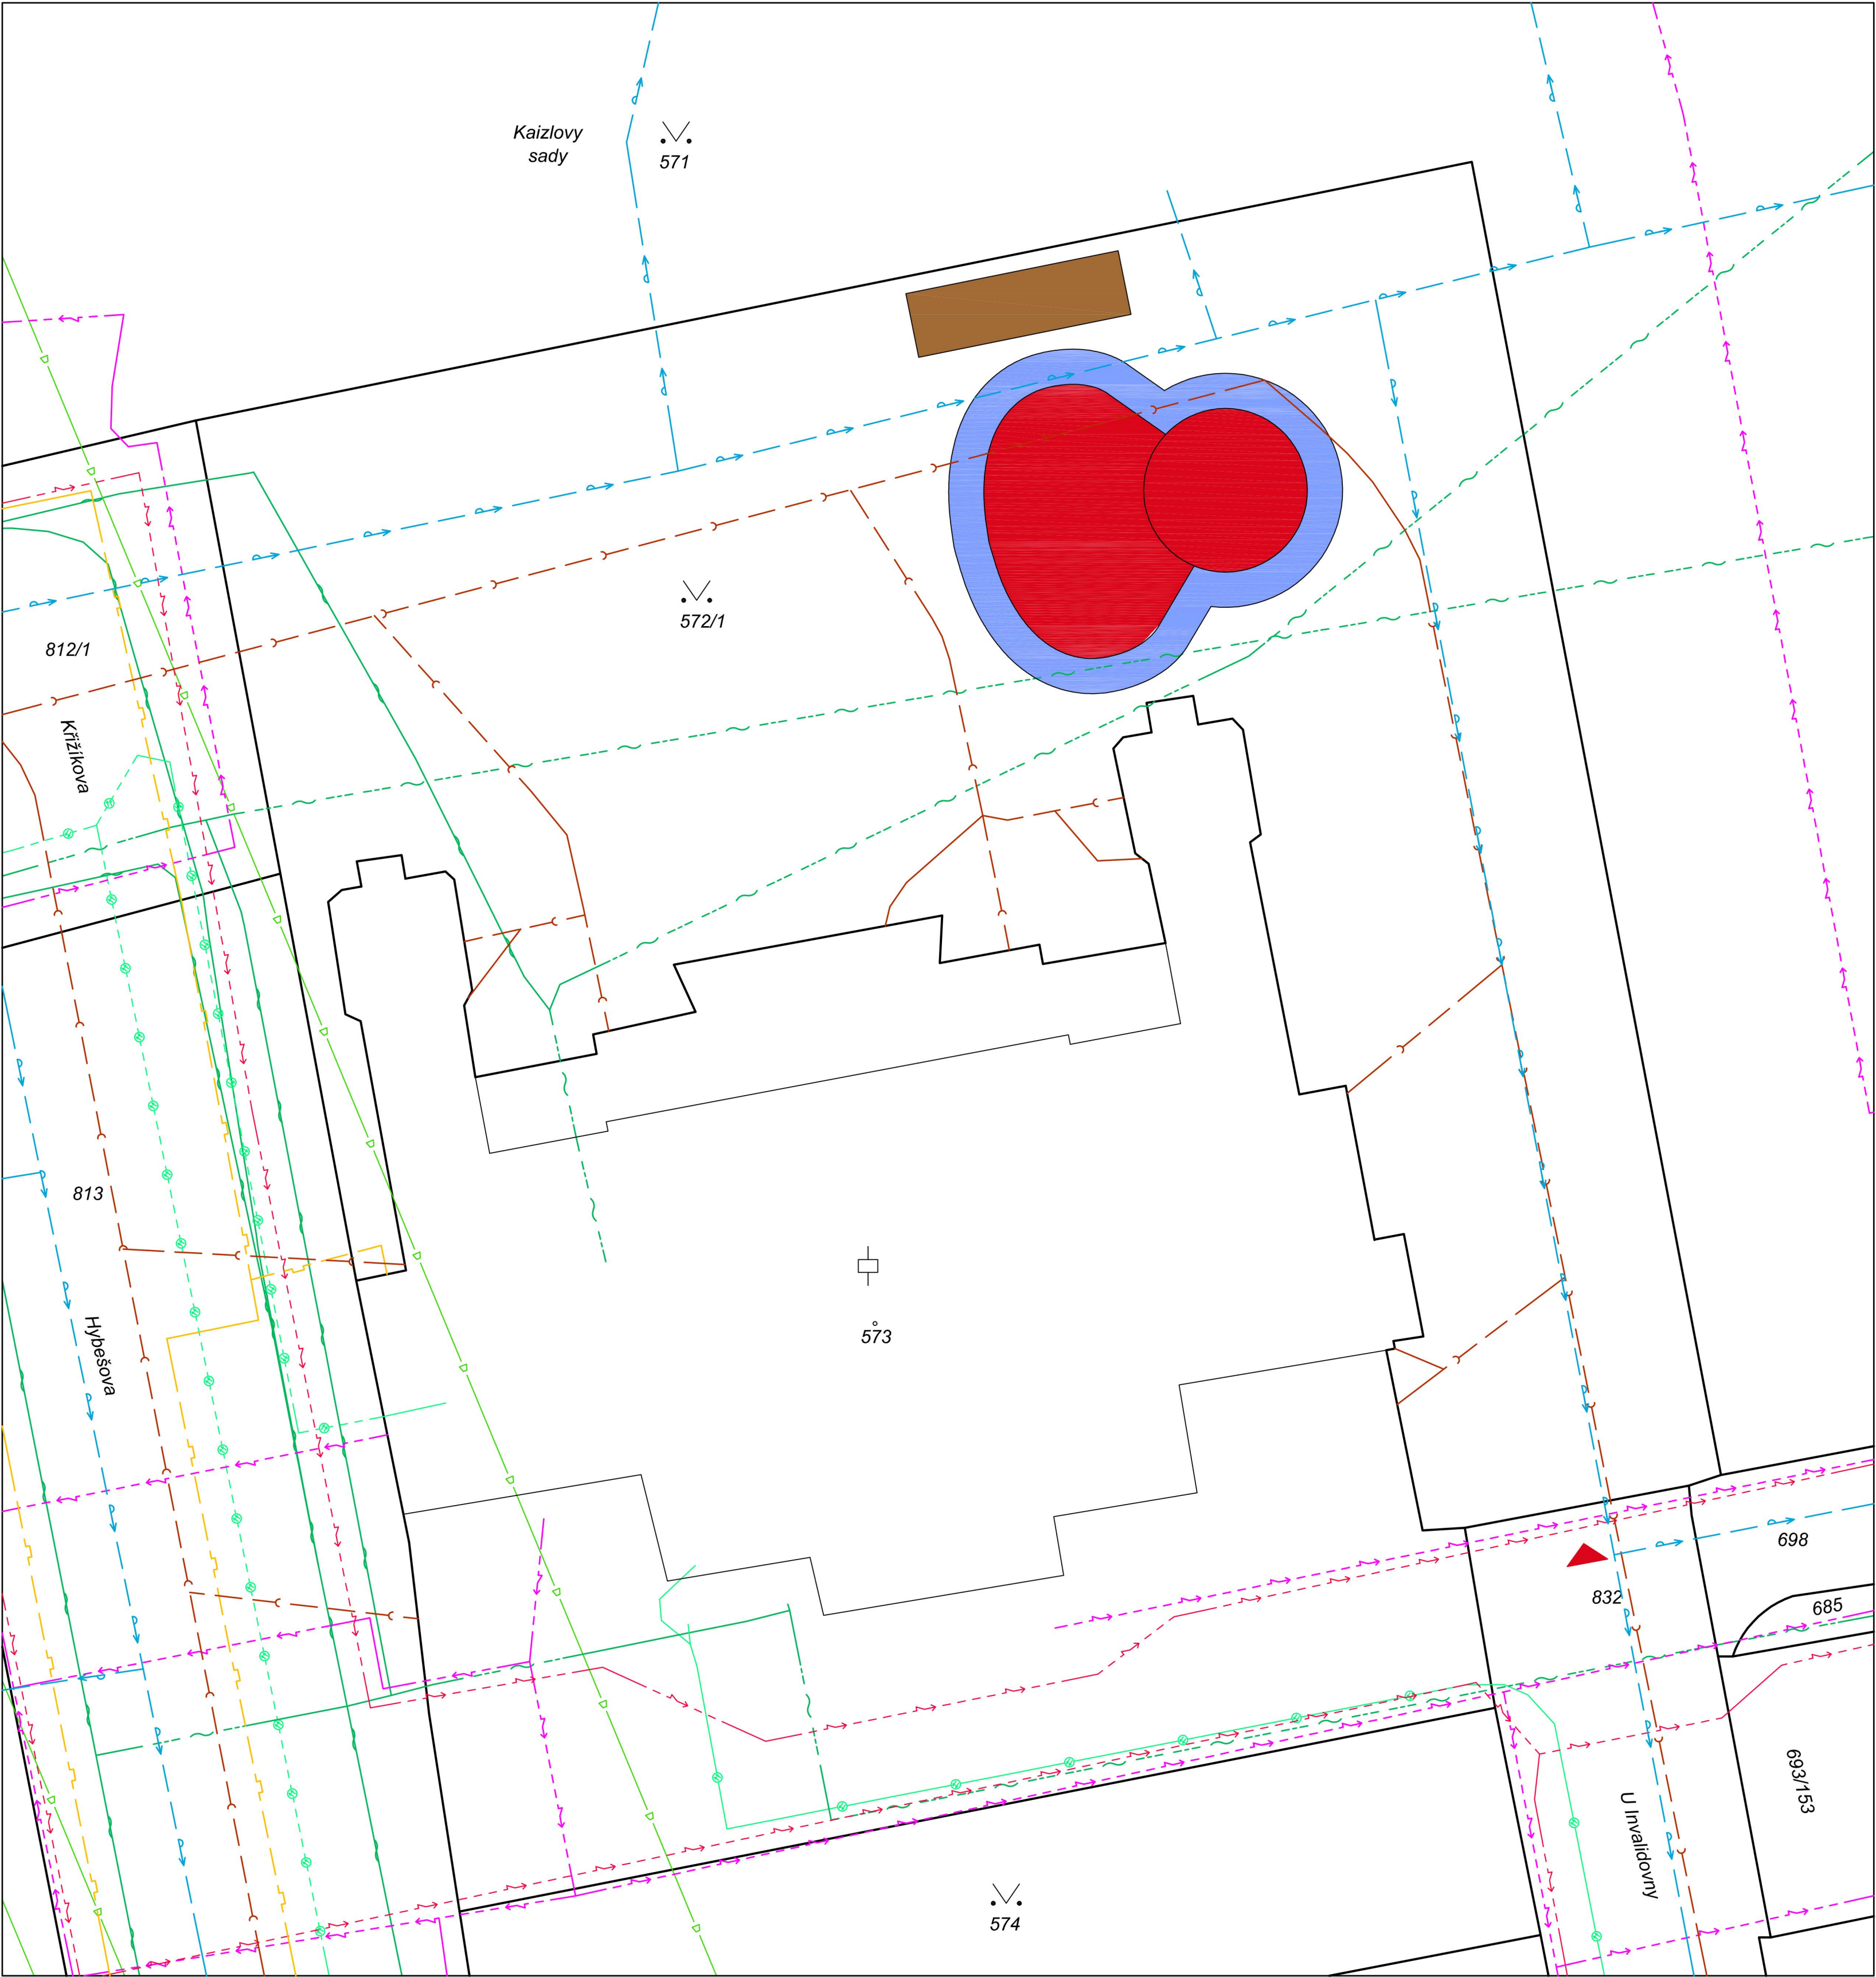 Kaizlovy
sady
571
572/1
812/1
Křižíkova
813
Hybešova
573
698
832
685
693/153
U Invalidovny
574